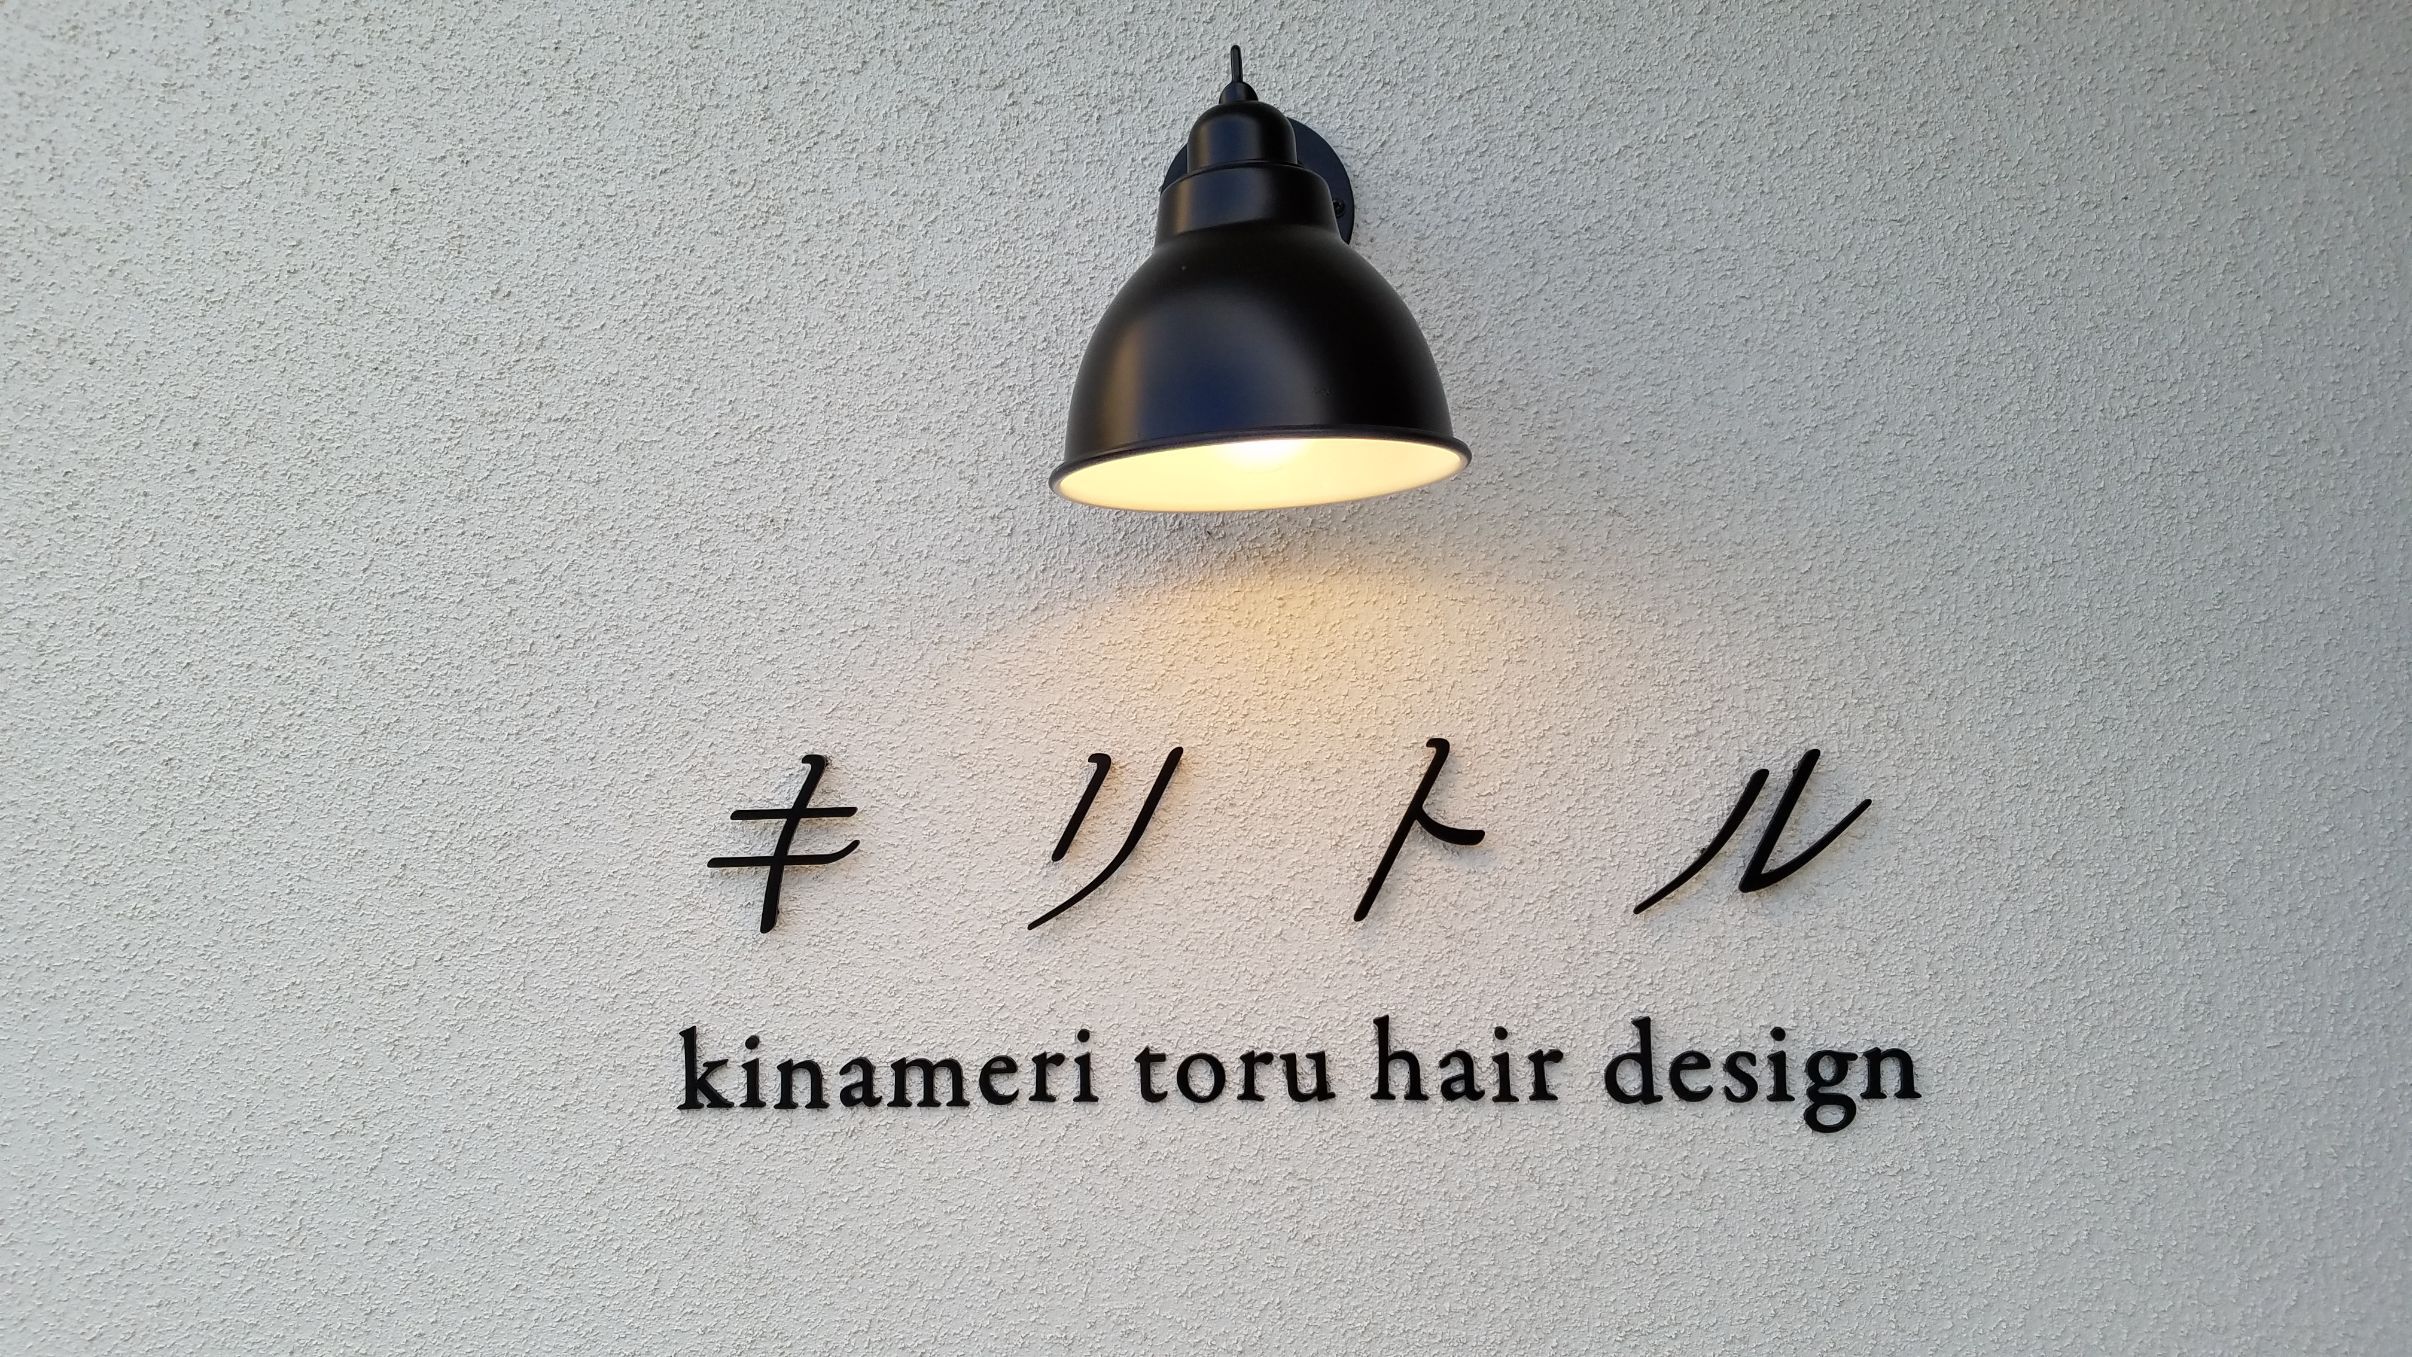 キリトル
kinameri toru hair design